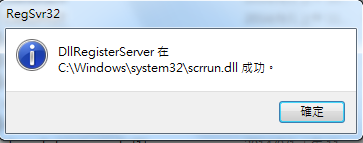 RegSvr32
DllRegisterServer 在
C:\Windows\system32\scrrun.dll 成功。
確定